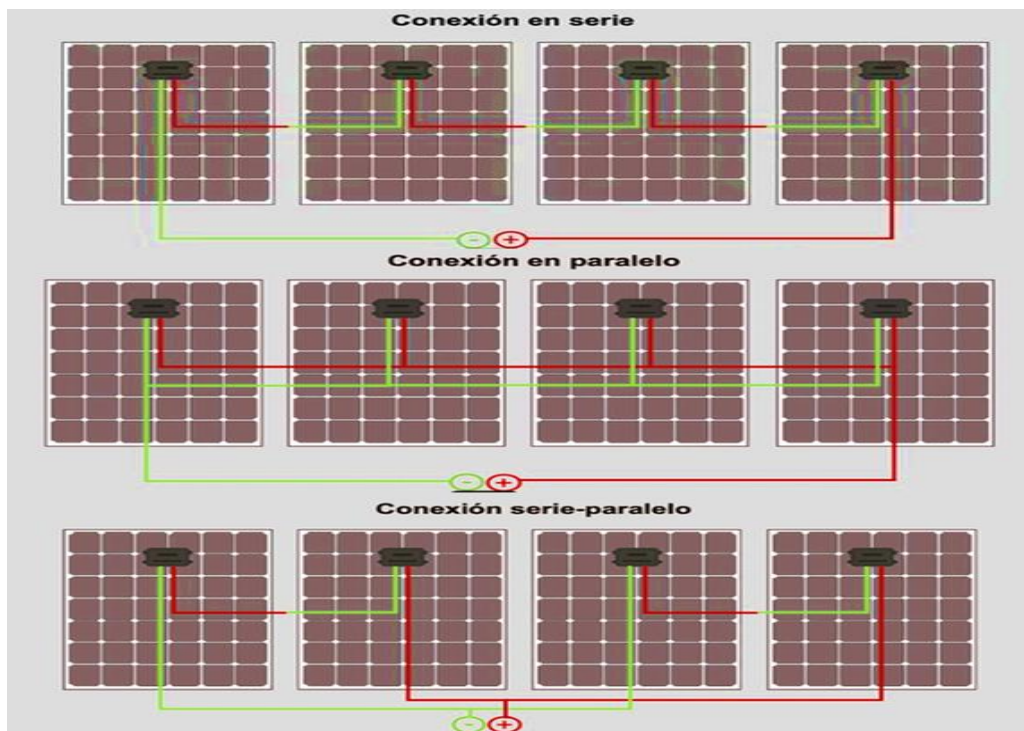 Conexión en serie
- +
Conexión en paralelo
- +
Conexión serie-paralelo
- +